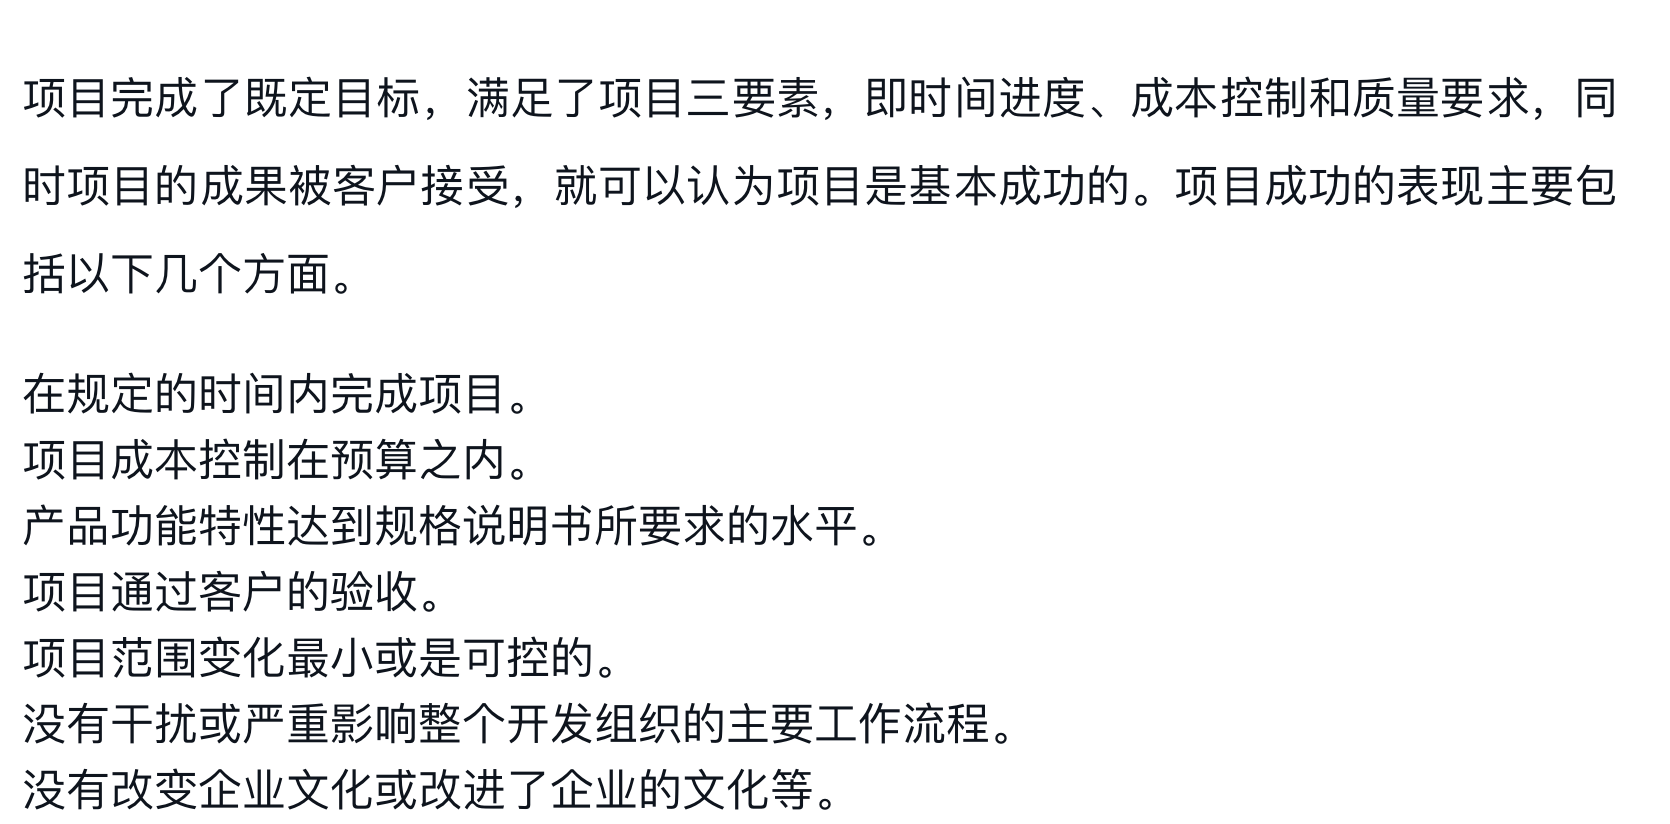 项目完成了既定目标，满足了项目三要素，即时间进度、成本控制和质量要求，同
时项目的成果被客户接受，就可以认为项目是基本成功的。项目成功的表现主要包
括以下几个方面。
在规定的时间内完成项目。
项目成本控制在预算之内。
产品功能特性达到规格说明书所要求的水平。
项目通过客户的验收。
项目范围变化最小或是可控的。
没有干扰或严重影响整个开发组织的主要工作流程。
没有改变企业文化或改进了企业的文化等。